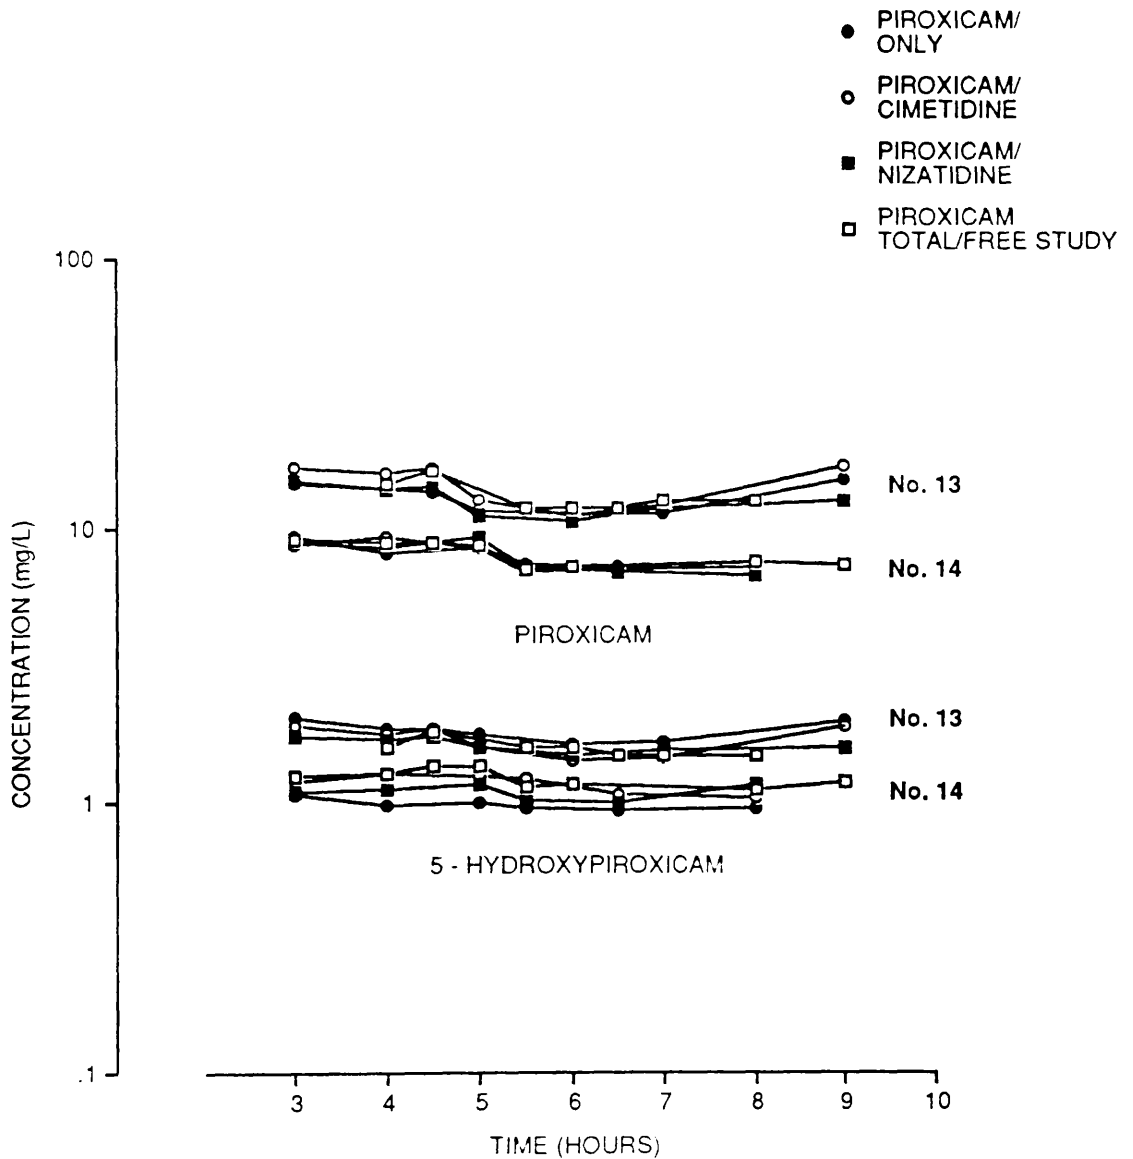 PIROXICAM/
ONLY
PIROXICAM/
CIMETIDINE
PIROXICAM/
NIZATIDINE
PIROXICAM
TOTAL/FREE STUDY
100
10
1
.1
CONCENTRATION (mg/L)
No. 13
No. 14
PIROXICAM
No. 13
No. 14
5 - HYDROXYPIROXICAM
3 4 5 6 7 8 9 10
TIME (HOURS)